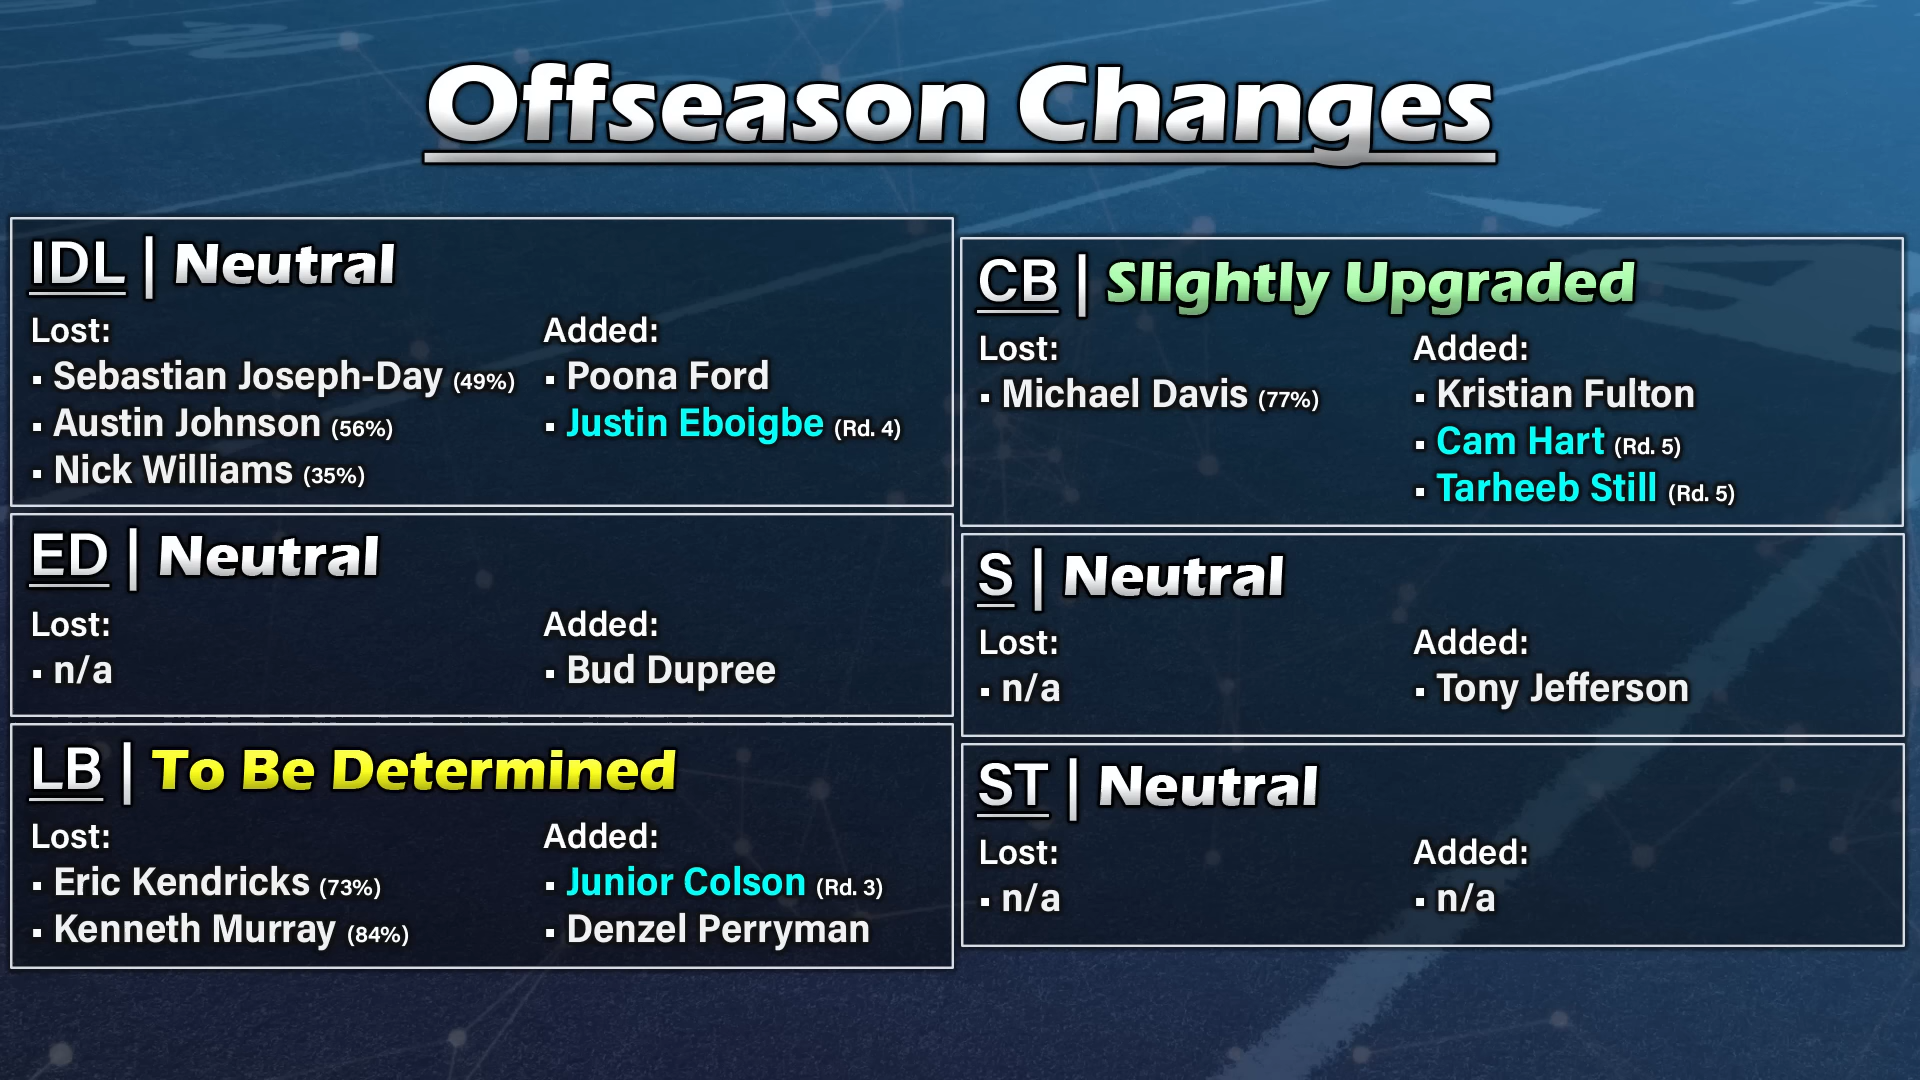 Offseason Changes
IDL | Neutral
Lost:
▪ Sebastian Joseph-Day (49%)
▪ Austin Johnson (56%)
▪ Nick Williams (35%)
Added:
▪ Poona Ford
▪ Justin Eboigbe (Rd. 4)
ED | Neutral
Lost:
▪ n/a
Added:
▪ Bud Dupree
LB | To Be Determined
Lost:
▪ Eric Kendricks (73%)
▪ Kenneth Murray (84%)
Added:
▪ Junior Colson (Rd. 3)
▪ Denzel Perryman
CB | Slightly Upgraded
Lost:
▪ Michael Davis (77%)
Added:
▪ Kristian Fulton
▪ Cam Hart (Rd. 5)
▪ Tarheeb Still (Rd. 5)
S | Neutral
Lost:
▪ n/a
Added:
▪ Tony Jefferson
ST | Neutral
Lost:
▪ n/a
Added:
▪ n/a